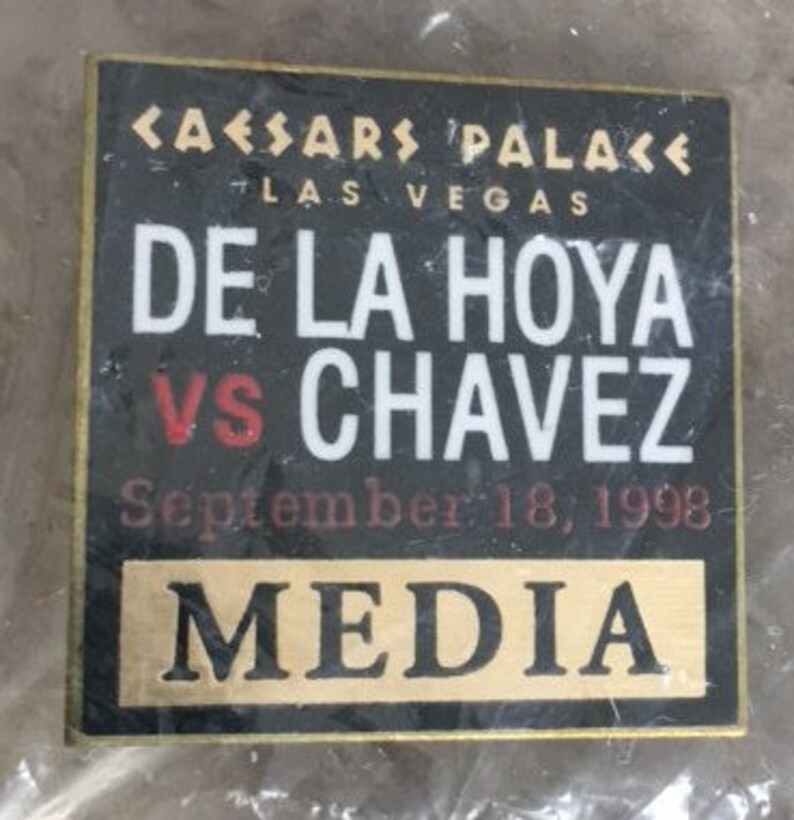 CAESARS PALACE
LAS VEGAS
DE LA HOYA
VS CHAVEZ
September 18, 1998
MEDIA